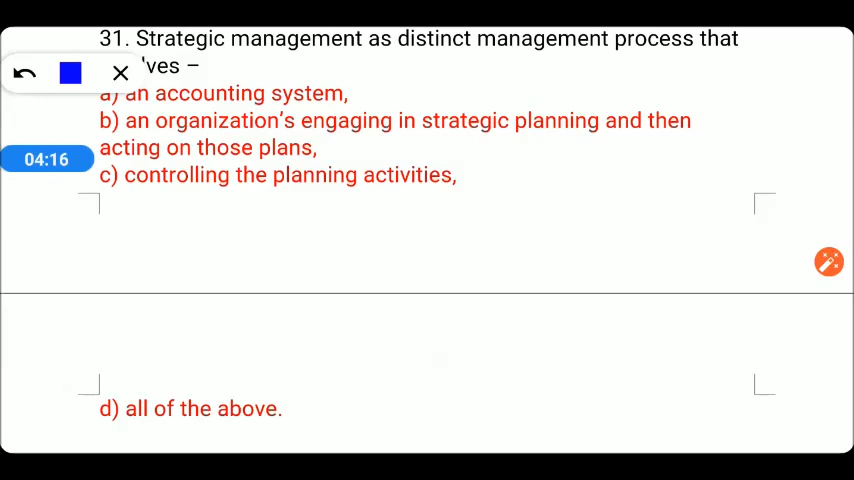 31. Strategic management as distinct management process that
lves –
a) an accounting system,
b) an organization's engaging in strategic planning and then
04:16
acting on those plans,
c) controlling the planning activities,
d) all of the above.